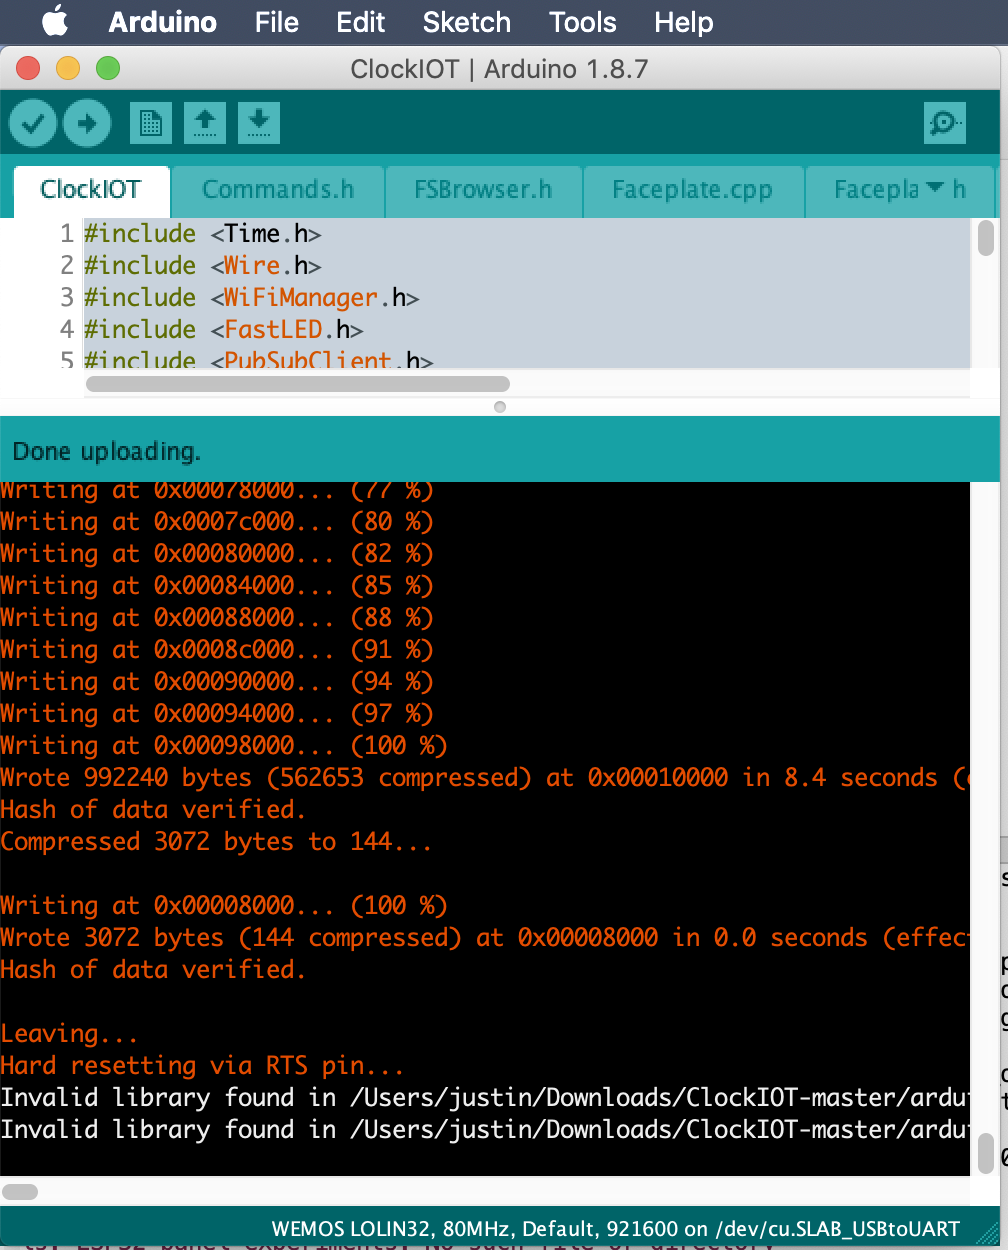 Arduino File Edit Sketch Tools Help
ClockIOT | Arduino 1.8.7
ClockIOT Commands.h FSBrowser.h Faceplate.cpp Facepla h
1 #include <Time.h>
2 #include <Wire.h>
3 #include <WiFiManager.h>
4 #include <FastLED.h>
5 #include <PubSubClient.h>
Done uploading.
Writing at 0x00078000... (77 %)
Writing at 0x0007c000... (80 %)
Writing at 0x00080000... (82 %)
Writing at 0x00084000... (85 %)
Writing at 0x00088000... (88 %)
Writing at 0x0008c000... (91 %)
Writing at 0x00090000... (94 %)
Writing at 0x00094000... (97 %)
Writing at 0x00098000... (100 %)
Wrote 992240 bytes (562653 compressed) at 0x00010000 in 8.4 seconds (
Hash of data verified.
Compressed 3072 bytes to 144...
Writing at 0x00008000... (100 %)
Wrote 3072 bytes (144 compressed) at 0x00008000 in 0.0 seconds (effec
Hash of data verified.
Leaving...
Hard resetting via RTS pin...
Invalid library found in /Users/justin/Downloads/ClockIOT-master/ardu
Invalid library found in /Users/justin/Downloads/ClockIOT-master/ardu
WEMOS LOLIN32, 80MHz, Default, 921600 on /dev/cu.SLAB_USBtoUART